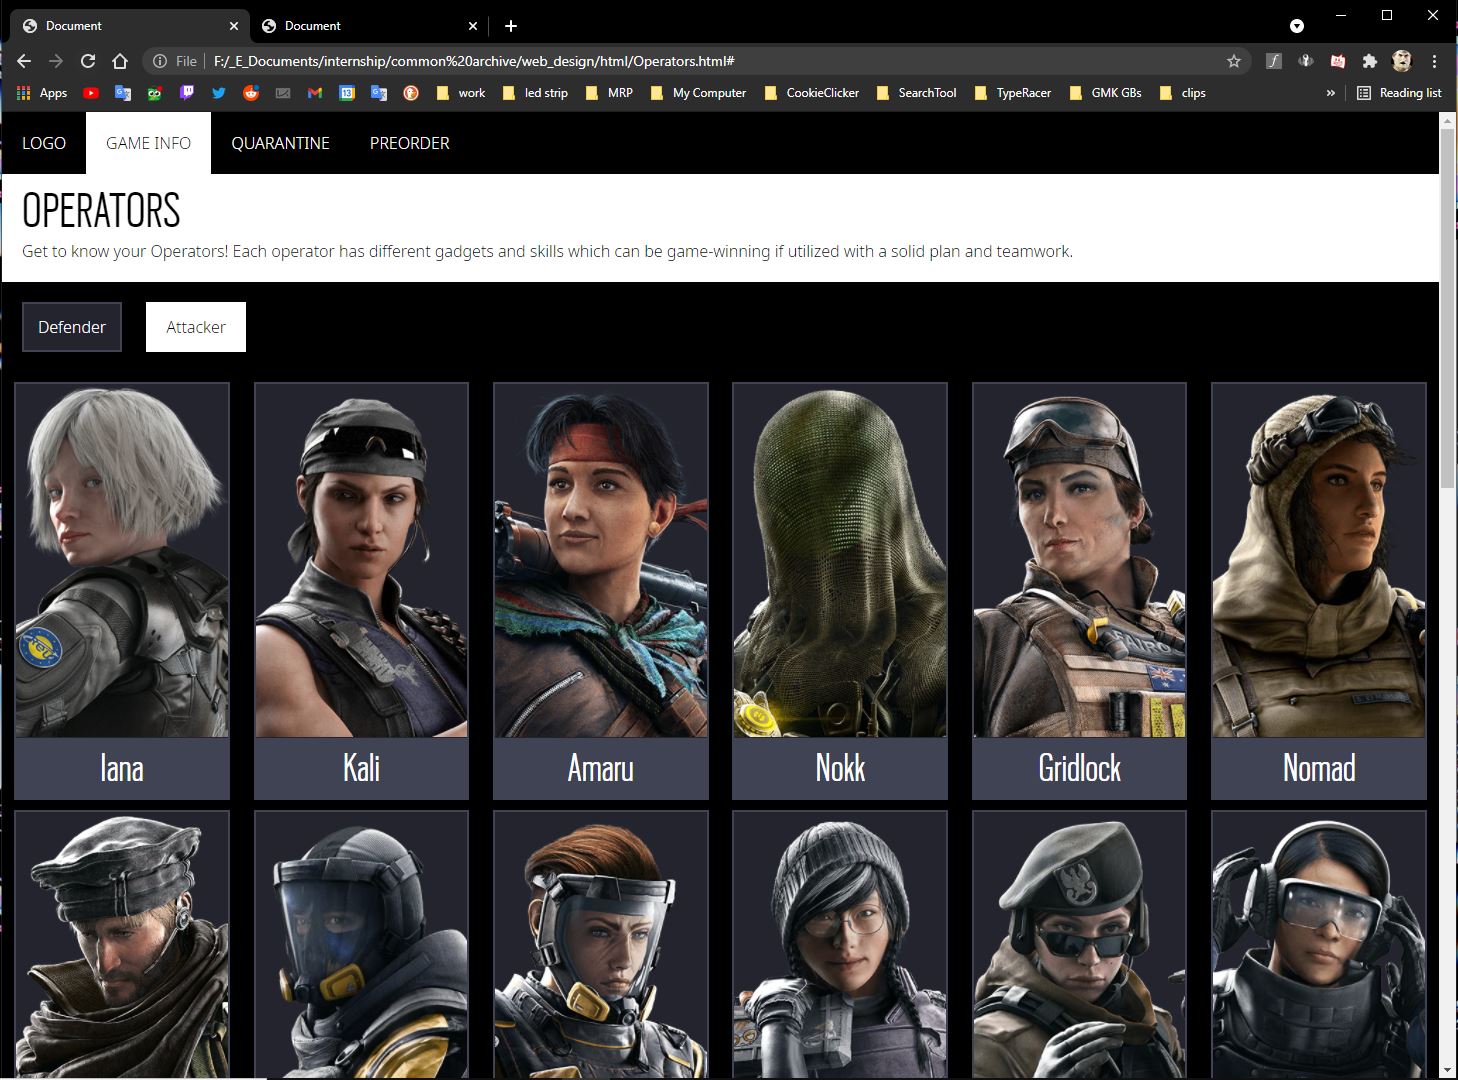 Document
Document
File
F:/_E_Documents/internship/common%20archive/web_design/html/Operators.html#
Apps
work
led strip
MRP
My Computer
CookieClicker
SearchTool
TypeRacer
GMK GBs
clips
»
Reading list
LOGO
GAME INFO
QUARANTINE
PREORDER
OPERATORS
Get to know your Operators! Each operator has different gadgets and skills which can be game-winning if utilized with a solid plan and teamwork.
Defender
Attacker
Iana
Kali
Amaru
Nokk
Gridlock
Nomad